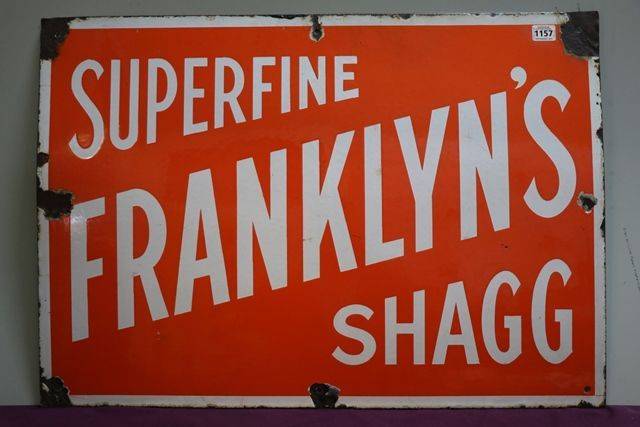 1157
SUPERFINE
FRANKLYN'S
SHAGG